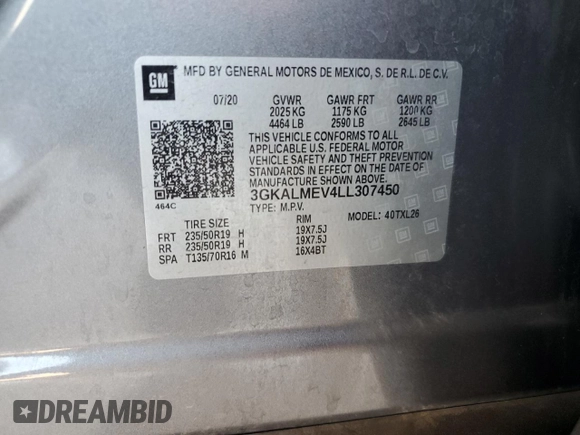 GM
MFD BY GENERAL MOTORS DE MEXICO, S. DE R.L. DE C.V.
07/20 GVWR GAWR FRT GAWR RR
2025 KG 1175 KG 1200 KG
4464 LB 2590 LB 2645 LB
THIS VEHICLE CONFORMS TO ALL
APPLICABLE U.S. FEDERAL MOTOR
VEHICLE SAFETY AND THEFT PREVENTION
STANDARDS IN EFFECT ON THE DATE OF
MANUFACTURE SHOWN ABOVE.
3GKALMEV4LL307450
464C
TYPE: M.P.V. MODEL: 40TXL26
TIRE SIZE RIM
FRT 235/50R19 H 19X7.5J
RR 235/50R19 H 19X7.5J
SPA T135/70R16 M 16X4BT
DREAMBID